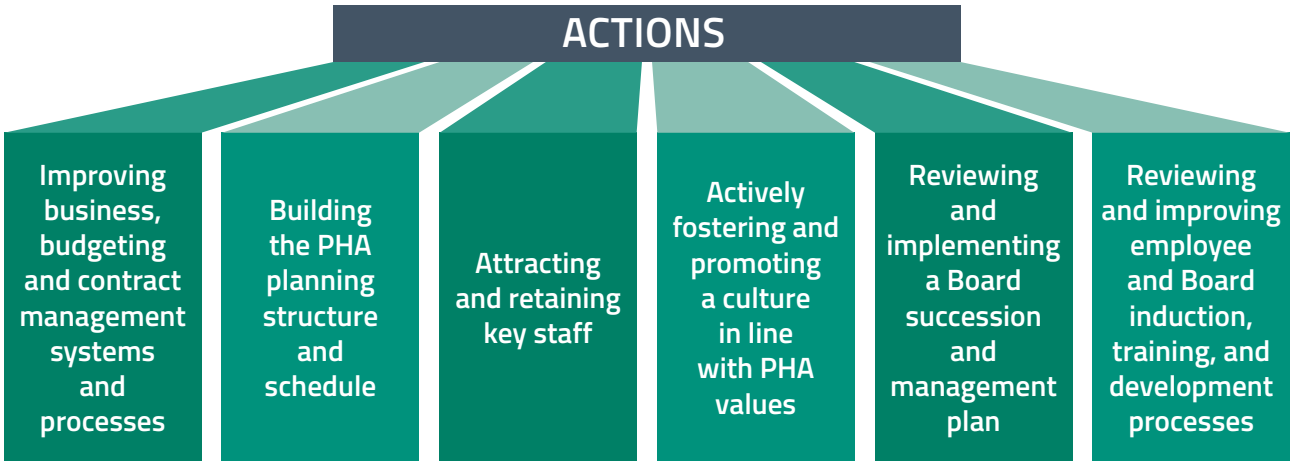 ACTIONS
Improving
business,
budgeting
and contract
management
systems
and
processes
Building
the PHA
planning
structure
and
schedule
Attracting
and retaining
key staff
Actively
fostering and
promoting
a culture
in line
with PHA
values
Reviewing
and
implementing
a Board
succession
and
management
plan
Reviewing
and improving
employee
and Board
induction,
training, and
development
processes